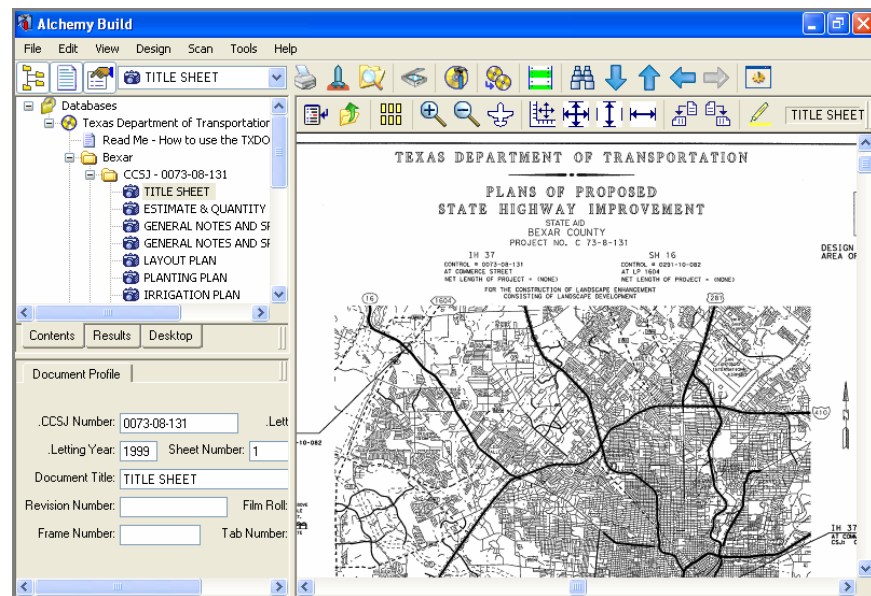 Alchemy Build
File Edit View Design Scan Tools Help
TITLE SHEET
TITLE SHEET
Databases
Texas Department of Transportation
Read Me - How to use the TXDO
Bexar
CCSJ - 0073-08-131
TITLE SHEET
ESTIMATE & QUANTITY
GENERAL NOTES AND SF
GENERAL NOTES AND SF
LAYOUT PLAN
PLANTING PLAN
IRRIGATION PLAN
Contents Results Desktop
Document Profile
.CCSJ Number: 0073-08-131 .Lett
.Letting Year: 1999 Sheet Number: 1
Document Title: TITLE SHEET
Revision Number: Film Roll:
Frame Number: Tab Number:
TEXAS DEPARTMENT OF TRANSPORTATION
PLANS OF PROPOSED
STATE HIGHWAY IMPROVEMENT
STATE AID
BEXAR COUNTY
PROJECT NO. C 73-8-131
IH 37 SH 16
CONTROL # 0073-08-131 CONTROL # 0291-10-082
AT COMMERCE STREET AT LP 1604
NET LENGTH OF PROJECT = (NONE) NET LENGTH OF PROJECT = (NONE)
FOR THE CONSTRUCTION OF LANDSCAPE ENHANCEMENT
CONSISTING OF LANDSCAPE DEVELOPMENT
DESIGN
AREA OF
16 1604 281
410
N
-10-082
IH 37
CSJ: